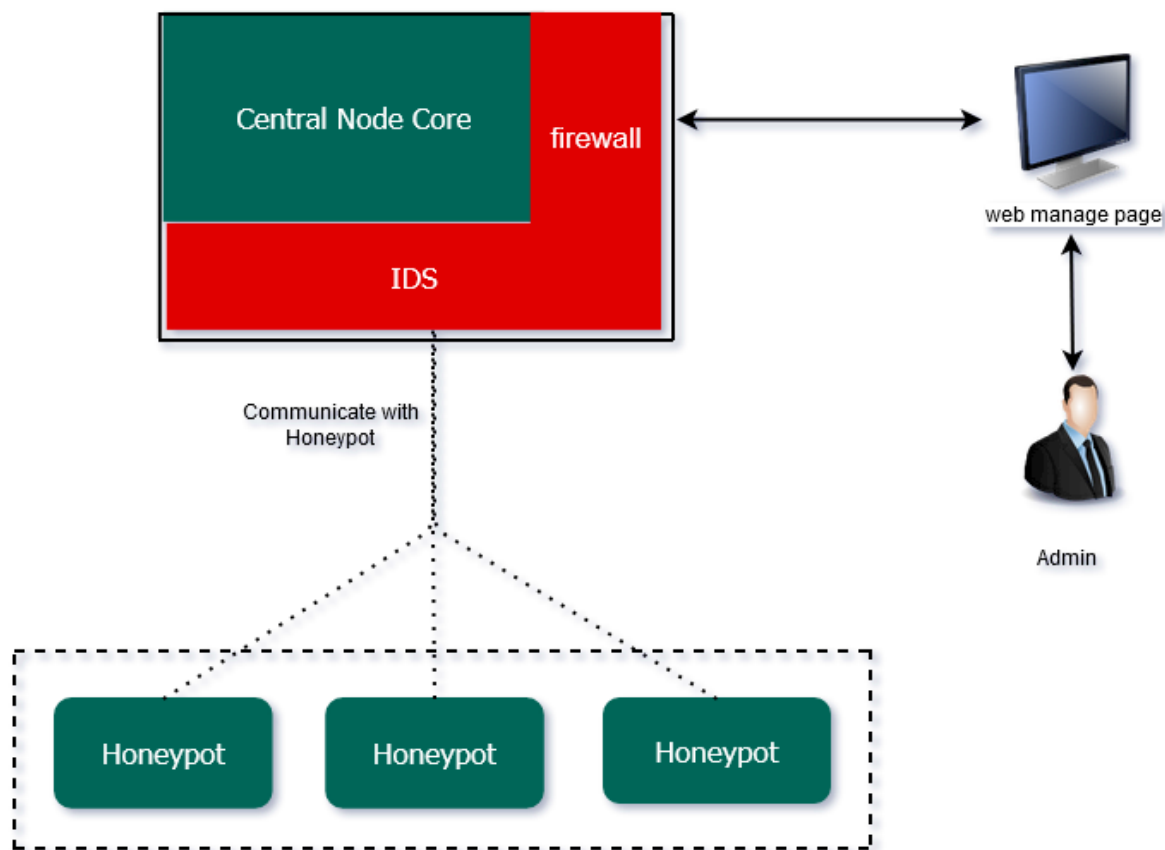 Central Node Core
firewall
IDS
web manage page
Communicate with
Honeypot
Admin
Honeypot
Honeypot
Honeypot